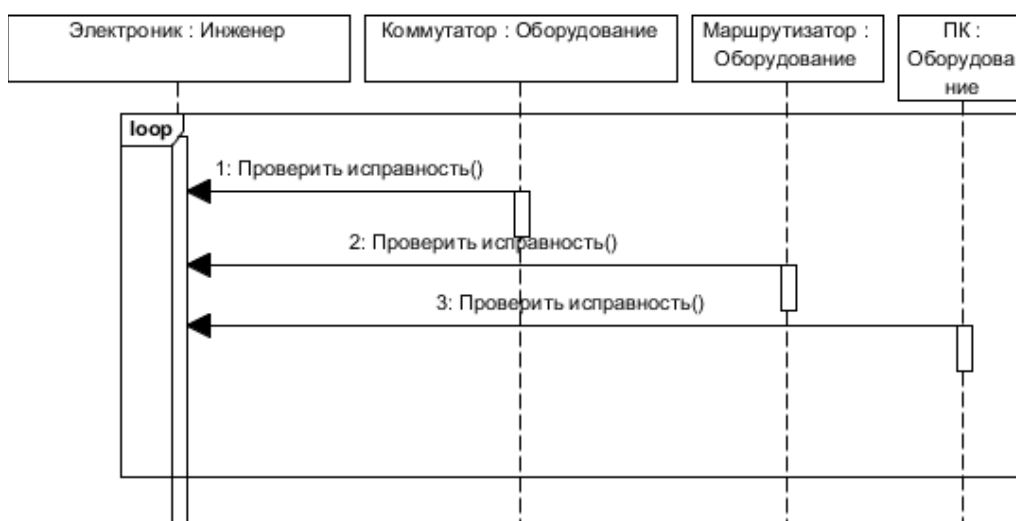 Электроник : Инженер
Коммутатор : Оборудование
Маршрутизатор :
Оборудование
ПК :
Оборудова
ние
loop
1: Проверить исправность()
2: Проверить исправность()
3: Проверить исправность()